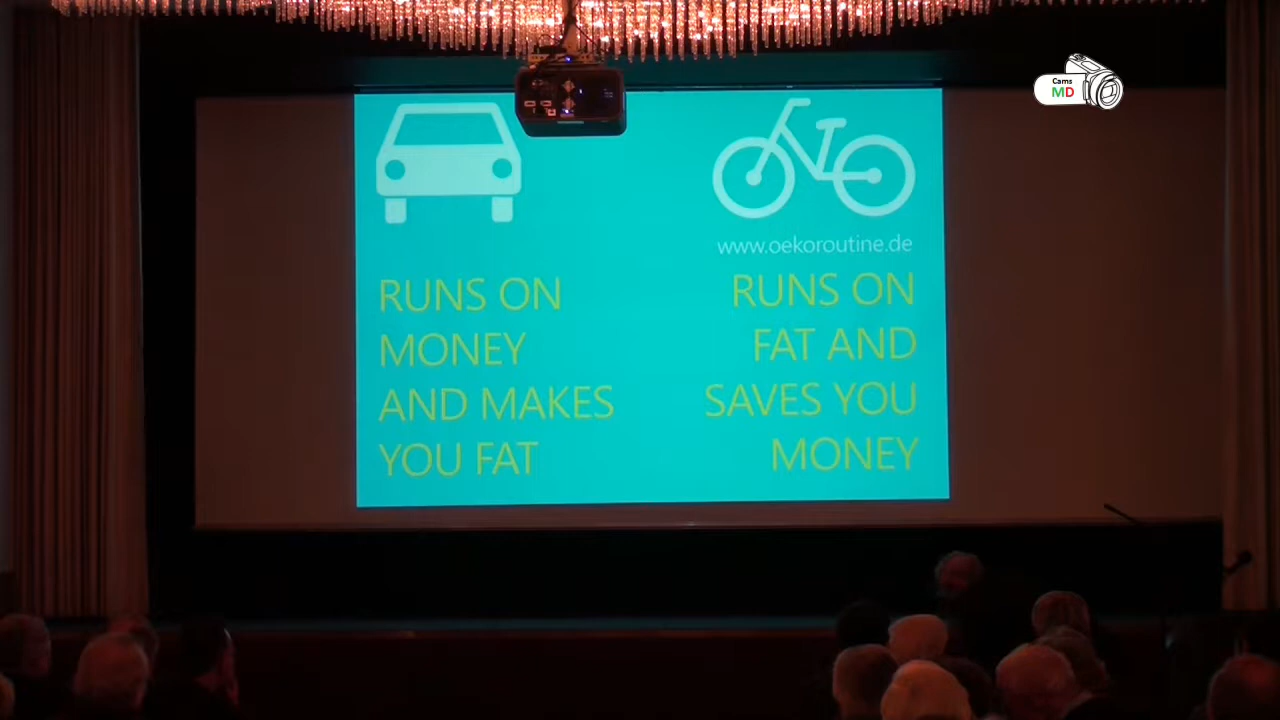 Cams
MD
www.oekoroutine.de
RUNS ON
MONEY
AND MAKES
YOU FAT
RUNS ON
FAT AND
SAVES YOU
MONEY